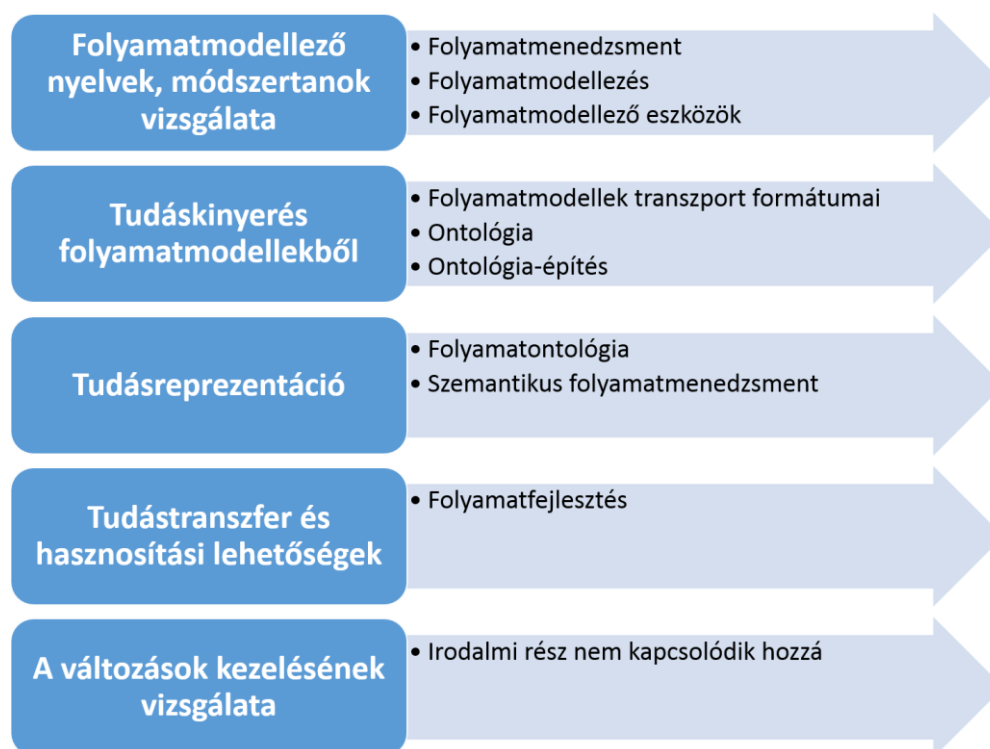 Folyamatmodellező
nyelvek, módszertanok
vizsgálata
• Folyamatmenedzsment
• Folyamatmodellezés
• Folyamatmodellező eszközök
Tudáskinyerés
folyamatmodellekből
• Folyamatmodellek transzport formátumai
• Ontológia
• Ontológia-építés
Tudásreprezentáció
• Folyamatontológia
• Szemantikus folyamatmenedzsment
Tudástranszfer és
hasznosítási lehetőségek
• Folyamatfejlesztés
A változások kezelésének
vizsgálata
• Irodalmi rész nem kapcsolódik hozzá